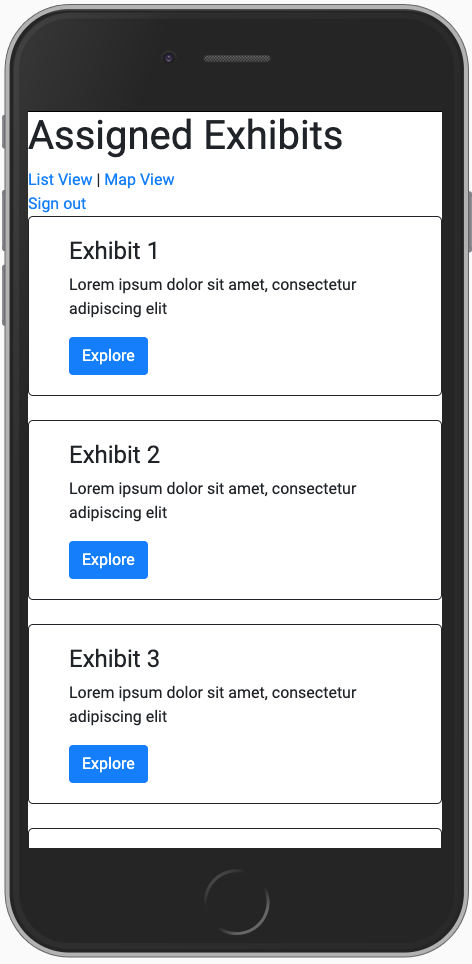 Assigned Exhibits
List View | Map View
Sign out
Exhibit 1
Lorem ipsum dolor sit amet, consectetur
adipiscing elit
Explore
Exhibit 2
Lorem ipsum dolor sit amet, consectetur
adipiscing elit
Explore
Exhibit 3
Lorem ipsum dolor sit amet, consectetur
adipiscing elit
Explore